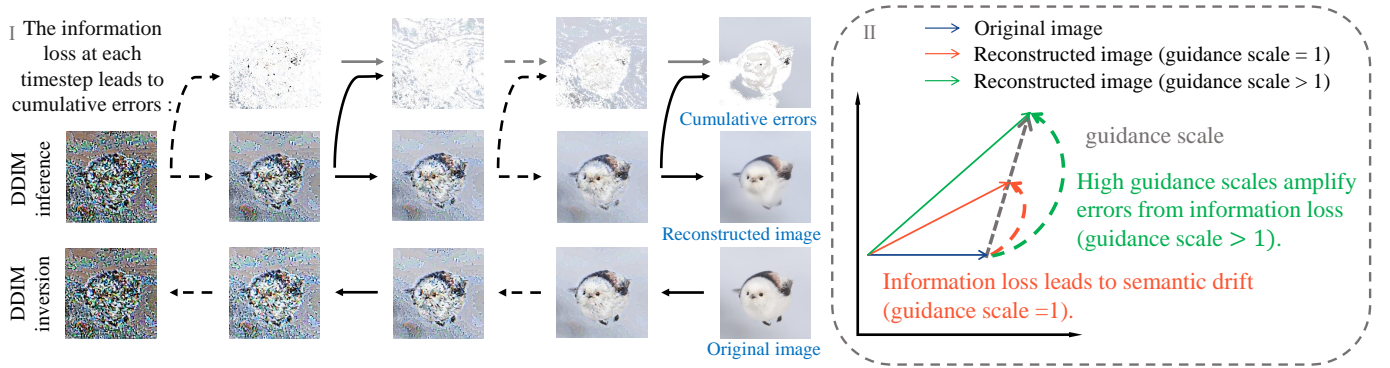 I
The information
loss at each
timestep leads to
cumulative errors :
Cumulative errors
DDIM
inference
Reconstructed image
DDIM
inversion
Original image
II
Original image
Reconstructed image (guidance scale = 1)
Reconstructed image (guidance scale > 1)
guidance scale
High guidance scales amplify
errors from information loss
(guidance scale > 1).
Information loss leads to semantic drift
(guidance scale =1).